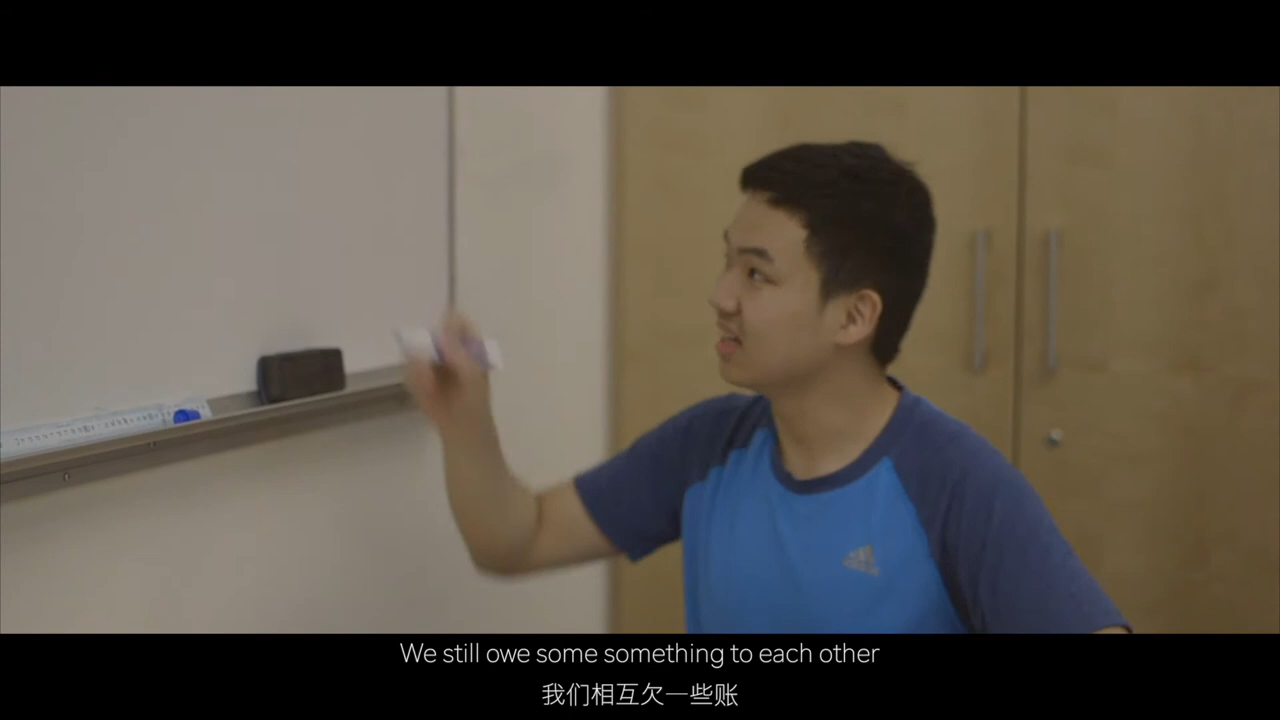 We still owe some something to each other
我们相互欠一些账